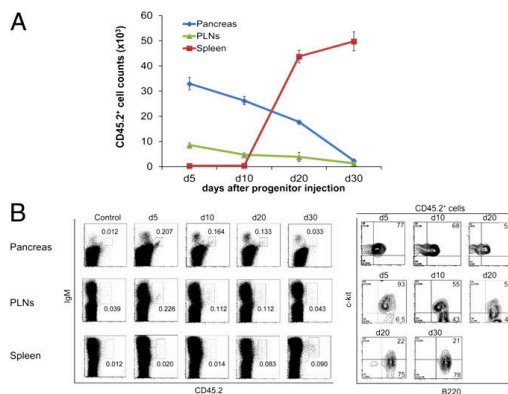 A
CD45.2+ cell counts (x10³)
60
50
40
30
20
10
0
Pancreas
PLNs
Spleen
d5 d10 d20 d30
days after progenitor injection
B
Control d5 d10 d20 d30
Pancreas
0.012 0.207 0.164 0.133 0.033
PLNs
0.039 0.226 0.112 0.112 0.043
Spleen
0.012 0.020 0.014 0.083 0.090
IgM
CD45.2
CD45.2+ cells
d5 d10 d20
77 68 5
d5 d10 d20
93 55 5
6.5 43 4
d20 d30
22 21
75 78
c-kit
B220